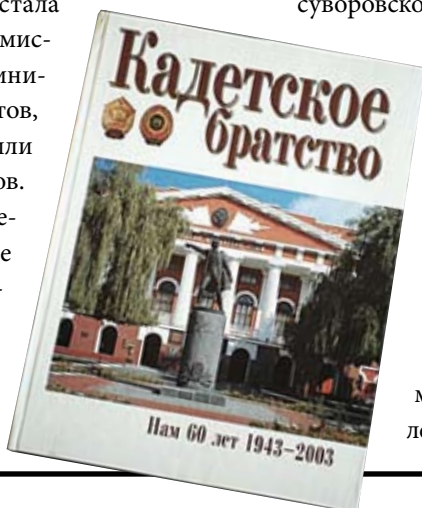 стала
мис-
ини-
тов,
или
ов.
е-
е
-
Кадетское
братство
Нам 60 лет 1943–2003
суворовско